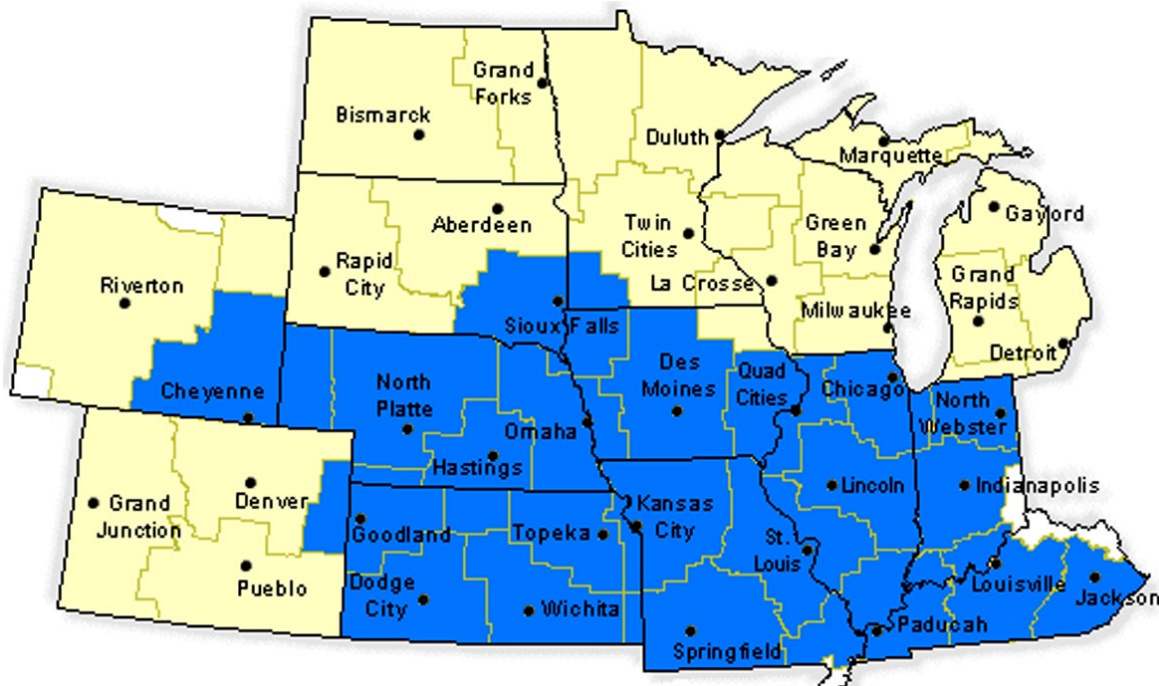 Grand
Forks
Bismarck
Duluth
Marquette
Aberdeen
Twin
Cities
Green
Bay
Gaylord
Rapid
City
Riverton
La Crosse
Grand
Rapids
Milwaukee
Sioux Falls
Detroit
Cheyenne
North
Platte
Des
Moines
Quad
Cities
Chicago
North
Webster
Omaha
Hastings
Grand
Junction
Denver
Goodland
Topeka
Kansas
City
Lincoln
Indianapolis
St.
Louis
Pueblo
Dodge
City
Wichita
Louisville
Jackson
Springfield
Paducah